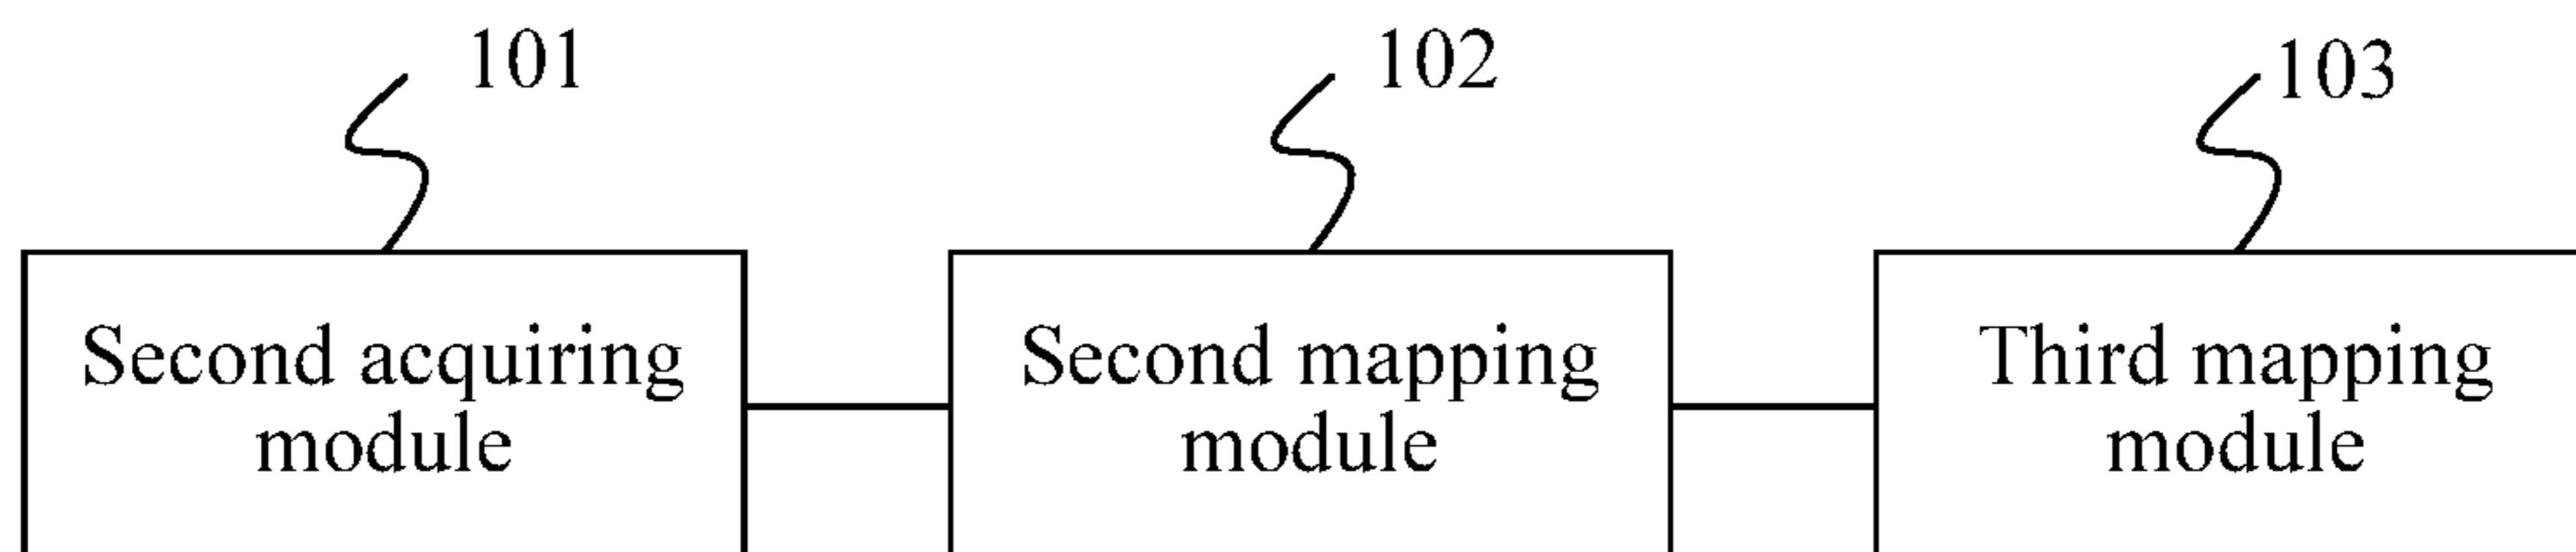 101
102
103
Second acquiring
module
Second mapping
module
Third mapping
module